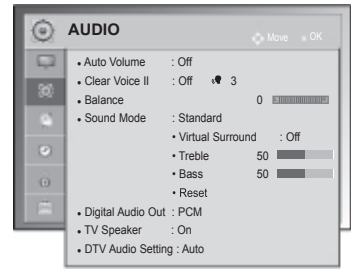 AUDIO
Move OK
• Auto Volume : Off
• Clear Voice II : Off 3
• Balance 0
• Sound Mode : Standard
• Virtual Surround : Off
• Treble 50
• Bass 50
• Reset
• Digital Audio Out : PCM
• TV Speaker : On
• DTV Audio Setting : Auto